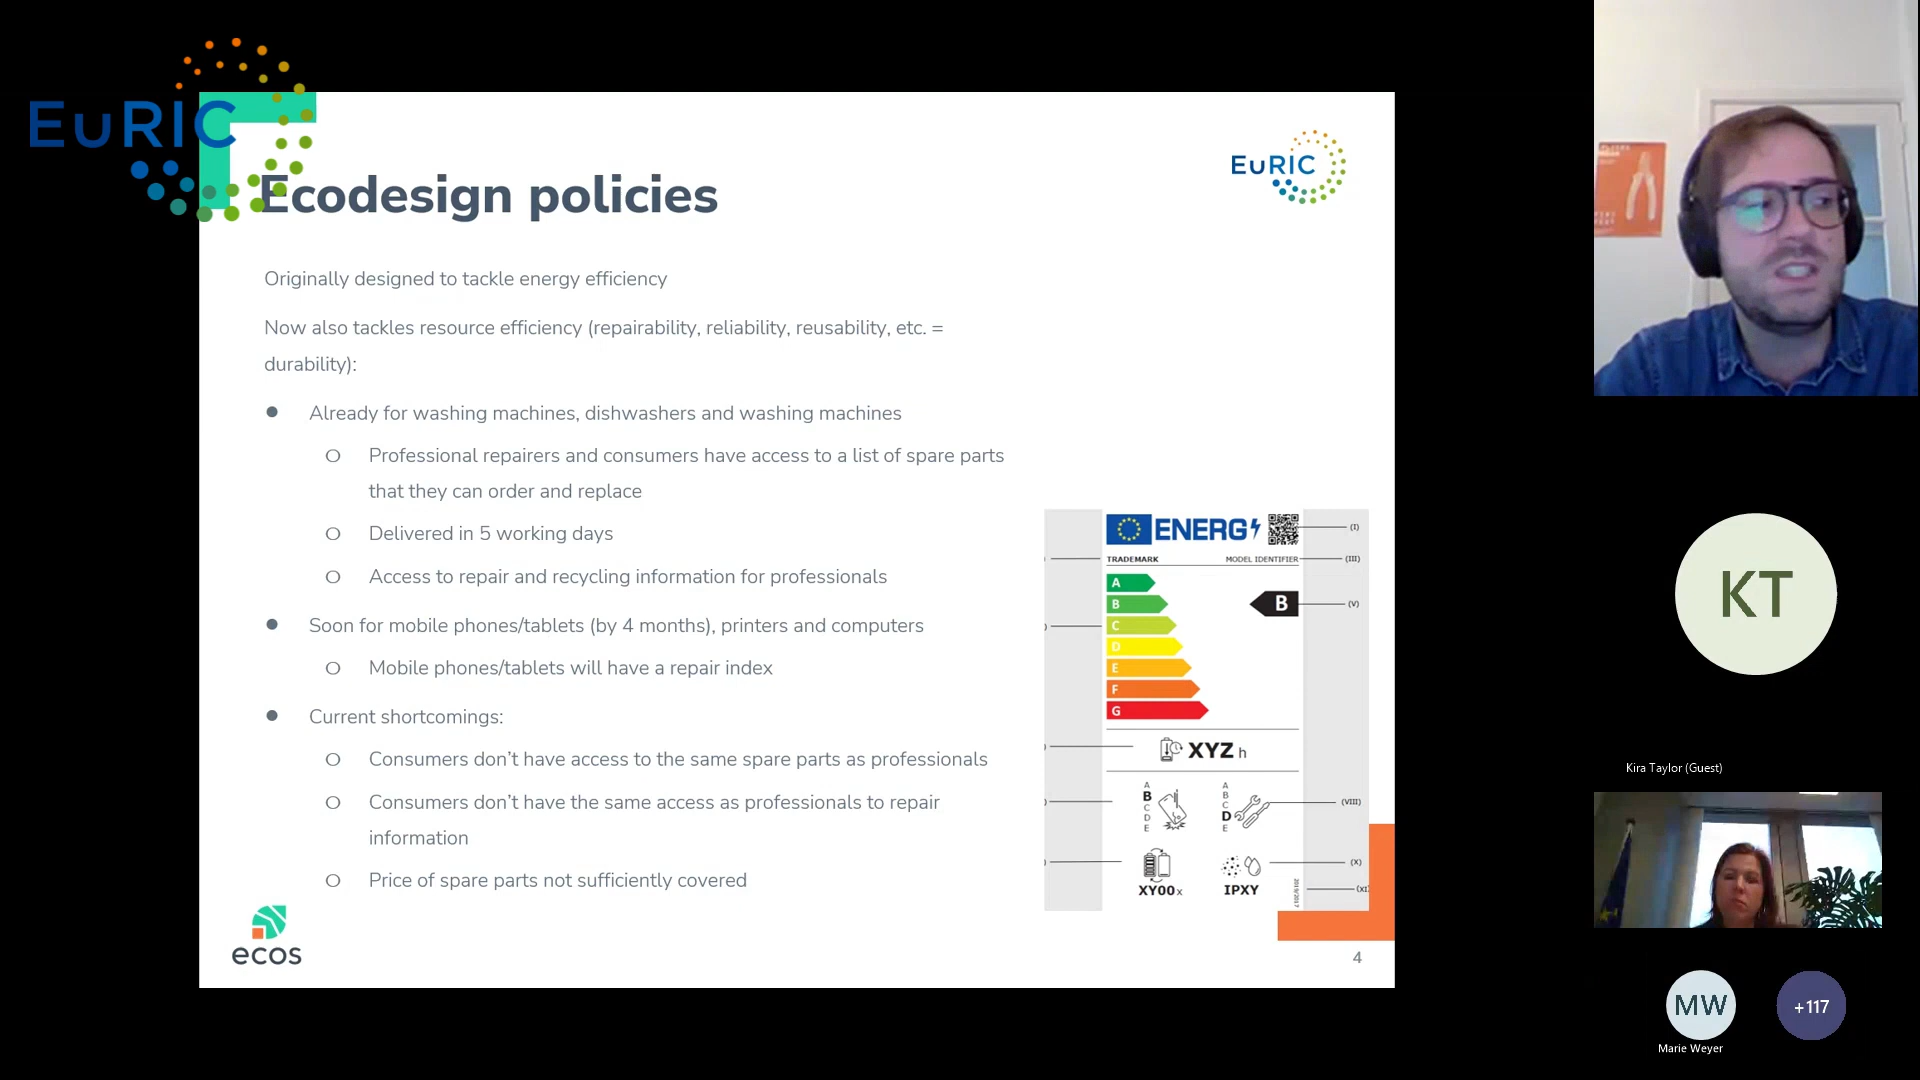 EuRIC
EuRIC
Ecodesign policies
Originally designed to tackle energy efficiency
Now also tackles resource efficiency (repairability, reliability, reusability, etc. =
durability):
Already for washing machines, dishwashers and washing machines
O Professional repairers and consumers have access to a list of spare parts
that they can order and replace
O Delivered in 5 working days
O Access to repair and recycling information for professionals
Soon for mobile phones/tablets (by 4 months), printers and computers
O Mobile phones/tablets will have a repair index
Current shortcomings:
O Consumers don’t have access to the same spare parts as professionals
O Consumers don’t have the same access as professionals to repair
information
O Price of spare parts not sufficiently covered
ecos
4
ENERG
(I)
TRADEMARK MODEL IDENTIFIER
(III)
A
B
B
(V)
C
D
E
F
G
XYZ h
A
B
C
D
E
A
B
C
D
E
(VIII)
(X)
XY00x
IPXY
(XI
KT
Kira Taylor (Guest)
MW
+117
Marie Weyer